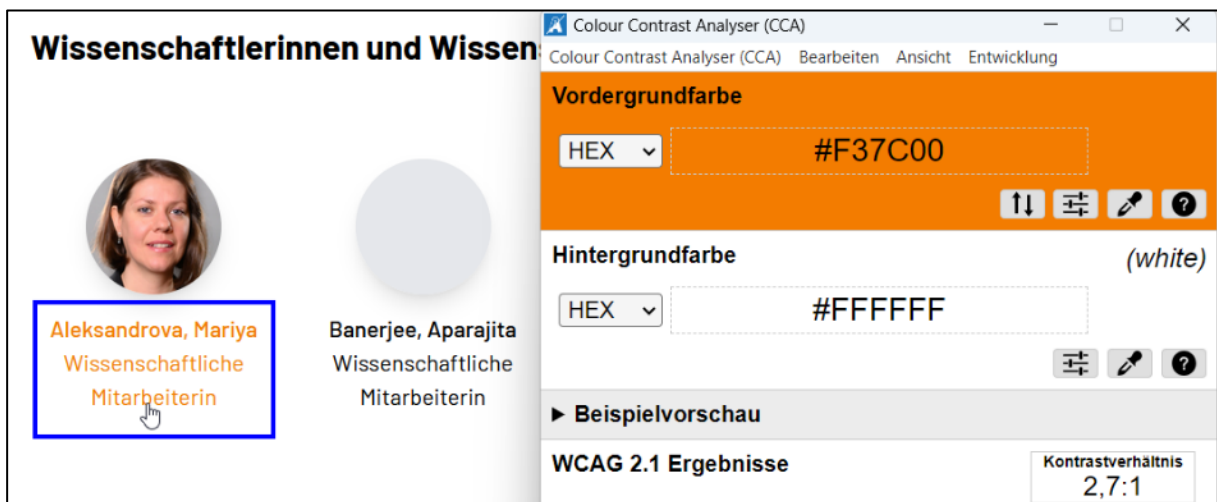 Wissenschaftlerinnen und Wissen
Aleksandrova, Mariya
Wissenschaftliche
Mitarbeiterin
Banerjee, Aparajita
Wissenschaftliche
Mitarbeiterin
Colour Contrast Analyser (CCA)
Colour Contrast Analyser (CCA) Bearbeiten Ansicht Entwicklung
Vordergrundfarbe
HEX #F37C00
Hintergrundfarbe (white)
HEX #FFFFFF
Beispielvorschau
WCAG 2.1 Ergebnisse
Kontrastverhältnis
2,7:1